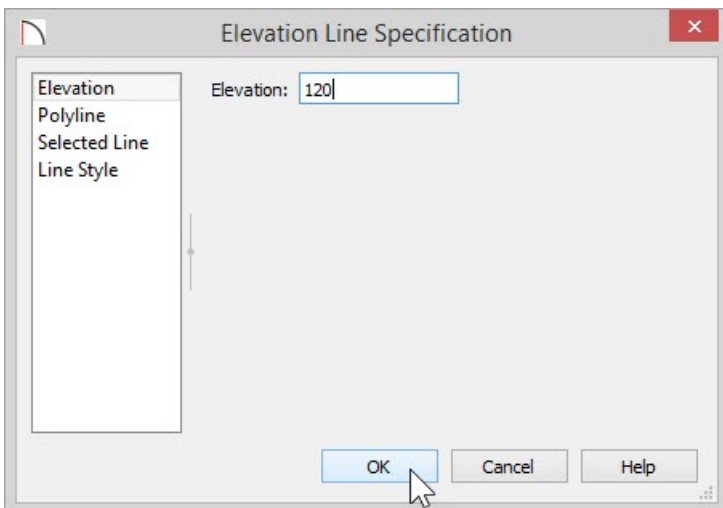 Elevation Line Specification
Elevation
Polyline
Selected Line
Line Style
Elevation: 120
OK Cancel Help